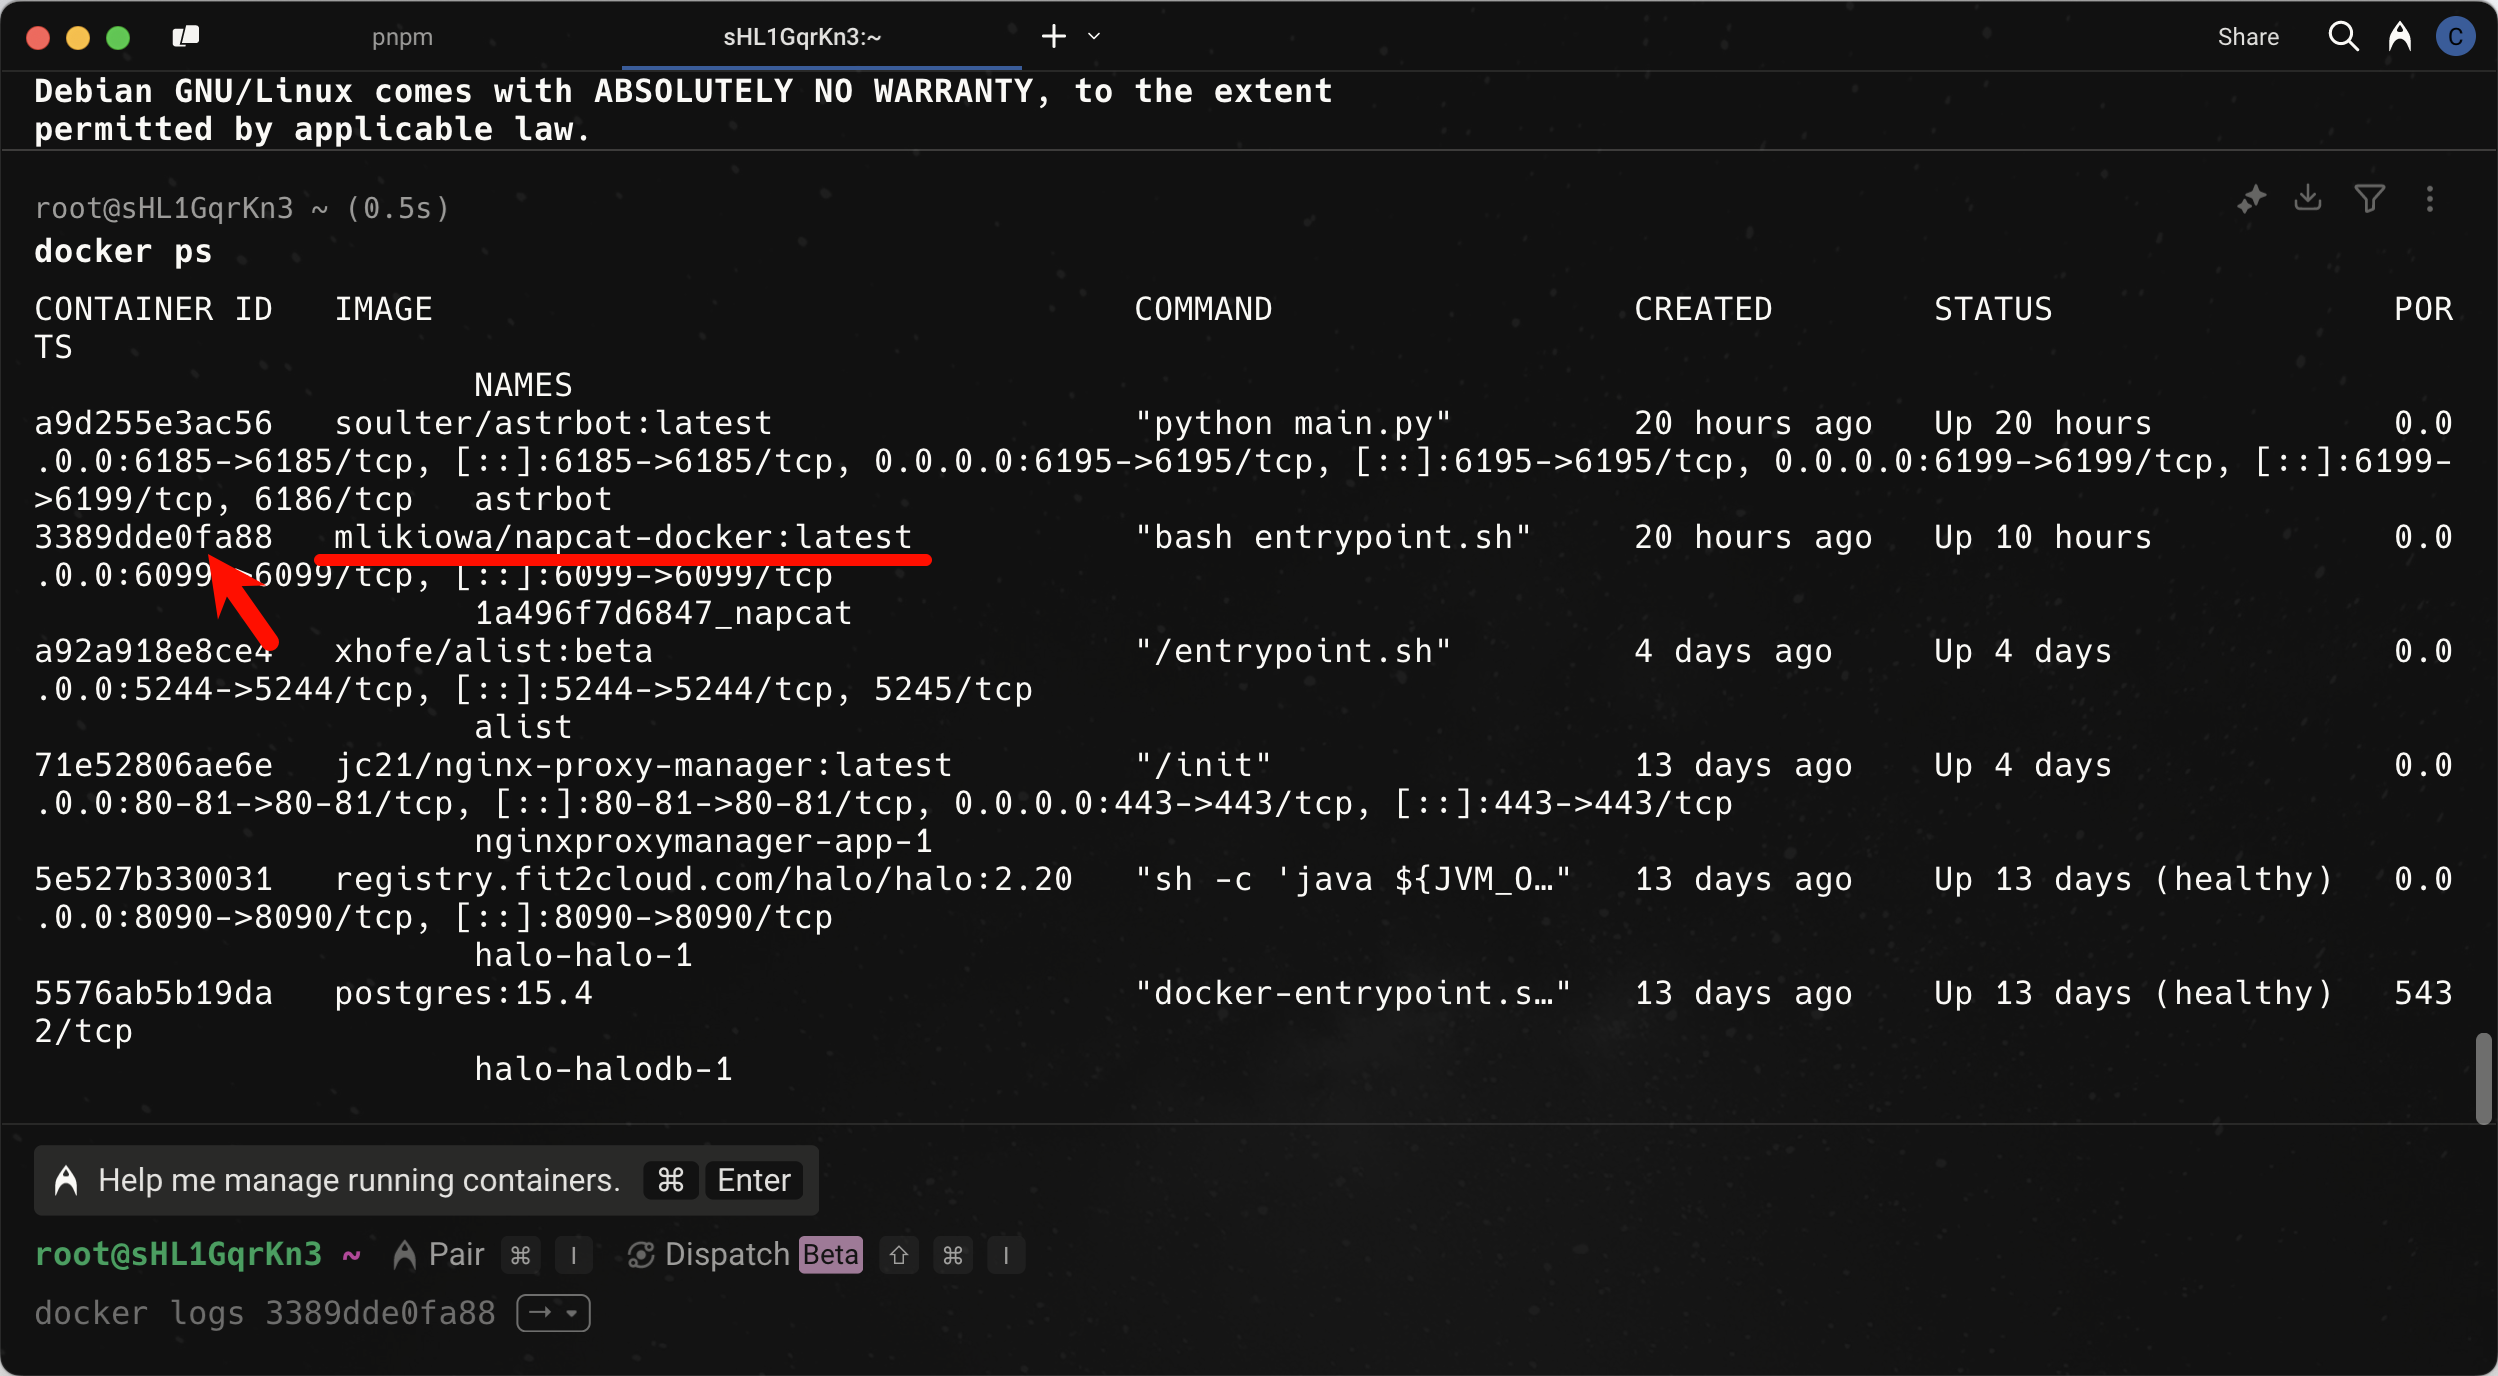 pnpm
sHL1GqrKn3:~
Share
C
Debian GNU/Linux comes with ABSOLUTELY NO WARRANTY, to the extent
permitted by applicable law.
root@sHL1GqrKn3 ~ (0.5s)
docker ps
CONTAINER ID   IMAGE                                   COMMAND                  CREATED        STATUS                 POR
TS
                      NAMES
a9d255e3ac56   soulter/astrbot:latest                  "python main.py"         20 hours ago   Up 20 hours            0.0
.0.0:6185->6185/tcp, [::]:6185->6185/tcp, 0.0.0.0:6195->6195/tcp, [::]:6195->6195/tcp, 0.0.0.0:6199->6199/tcp, [::]:6199-
>6199/tcp, 6186/tcp   astrbot
3389dde0fa88   mlikiowa/napcat-docker:latest           "bash entrypoint.sh"     20 hours ago   Up 10 hours            0.0
.0.0:6099->6099/tcp, [::]:6099->6099/tcp
                      1a496f7d6847_napcat
a92a918e8ce4   xhofe/alist:beta                        "/entrypoint.sh"         4 days ago     Up 4 days              0.0
.0.0:5244->5244/tcp, [::]:5244->5244/tcp, 5245/tcp
                      alist
71e52806ae6e   jc21/nginx-proxy-manager:latest         "/init"                  13 days ago    Up 4 days              0.0
.0.0:80-81->80-81/tcp, [::]:80-81->80-81/tcp, 0.0.0.0:443->443/tcp, [::]:443->443/tcp
                      nginxproxymanager-app-1
5e527b330031   registry.fit2cloud.com/halo/halo:2.20   "sh -c 'java ${JVM_O…"   13 days ago    Up 13 days (healthy)   0.0
.0.0:8090->8090/tcp, [::]:8090->8090/tcp
                      halo-halo-1
5576ab5b19da   postgres:15.4                           "docker-entrypoint.s…"   13 days ago    Up 13 days (healthy)   543
2/tcp
                      halo-halodb-1
Help me manage running containers. ⌘ Enter
root@sHL1GqrKn3 ~ Pair ⌘ I Dispatch Beta ⇧ ⌘ I
docker logs 3389dde0fa88 →